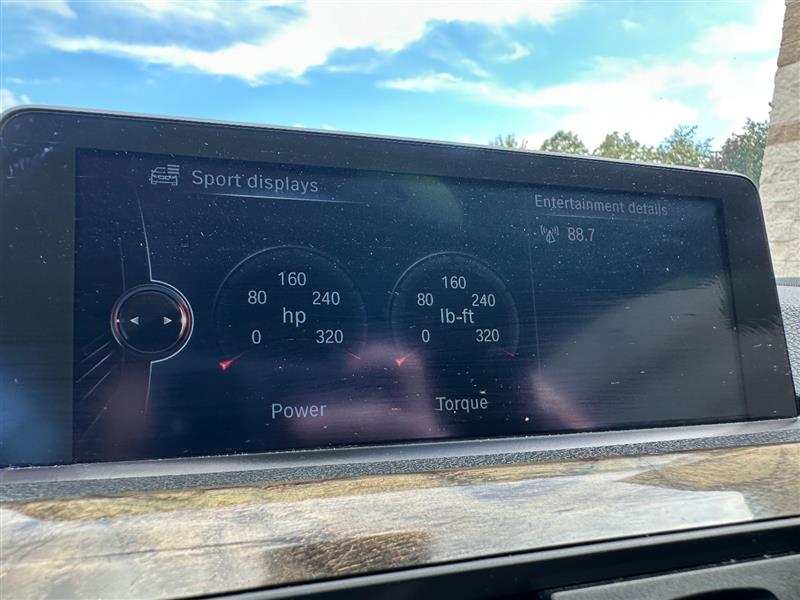 Sport displays
Entertainment details
88.7
160
80
240
hp
0
320
Power
160
80
240
lb-ft
0
320
Torque